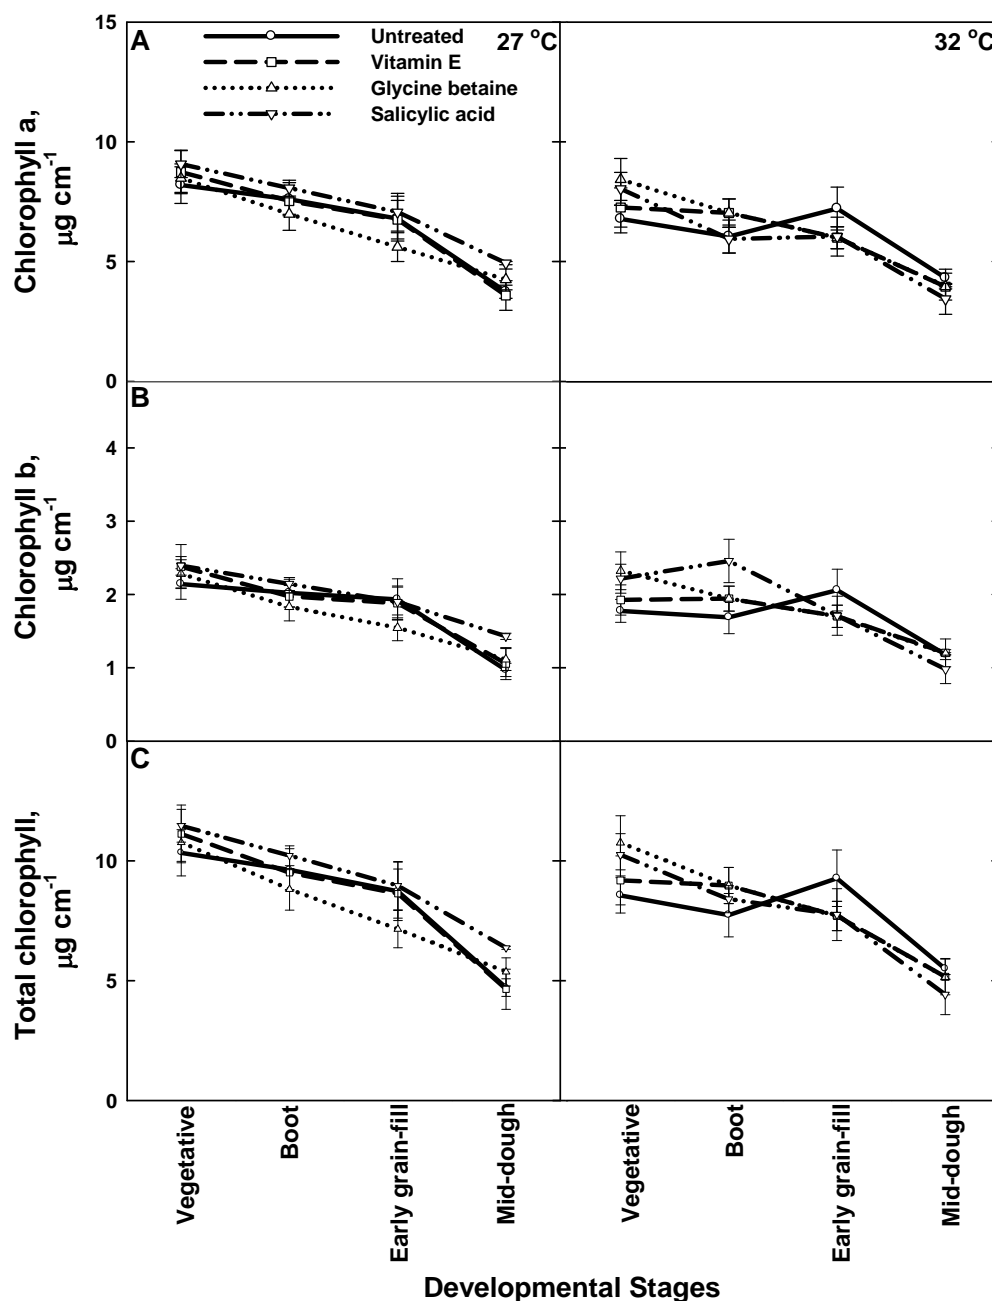 15
A
Untreated
27 °C
32 °C
Vitamin E
Glycine betaine
Salicylic acid
Chlorophyll a,
µg cm⁻¹
10
5
0
B
Chlorophyll b,
µg cm⁻¹
4
3
2
1
0
C
Total chlorophyll,
µg cm⁻¹
10
5
0
Vegetative
Boot
Early grain-fill
Mid-dough
Vegetative
Boot
Early grain-fill
Mid-dough
Developmental Stages